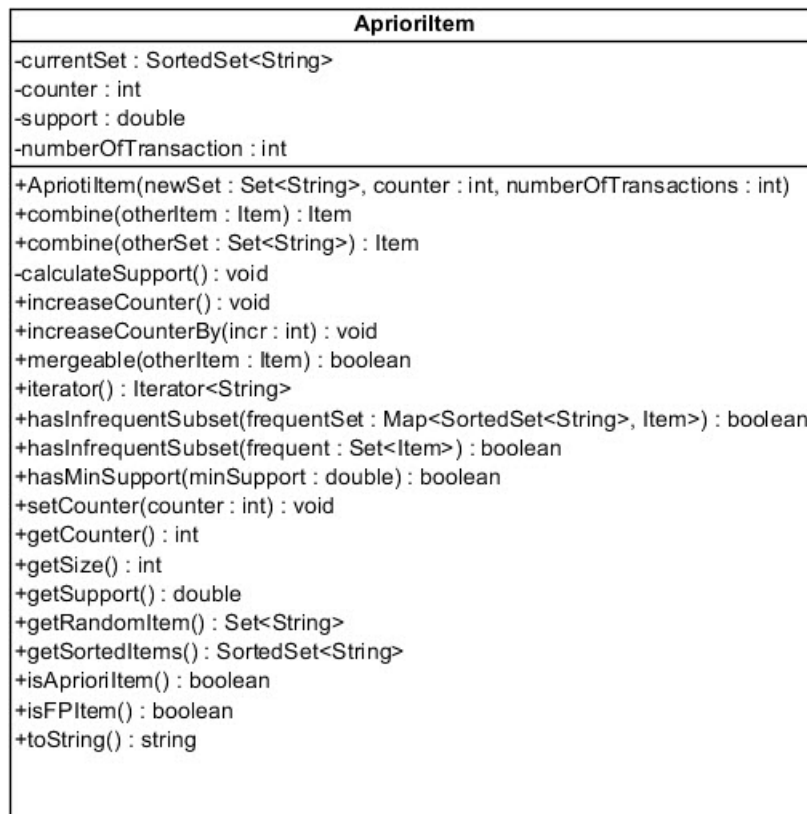 AprioriItem
-currentSet : SortedSet<String>
-counter : int
-support : double
-numberOfTransaction : int
+ApriotiItem(newSet : Set<String>, counter : int, numberOfTransactions : int)
+combine(otherItem : Item) : Item
+combine(otherSet : Set<String>) : Item
-calculateSupport() : void
+increaseCounter() : void
+increaseCounterBy(incr : int) : void
+mergeable(otherItem : Item) : boolean
+iterator() : Iterator<String>
+hasInfrequentSubset(frequentSet : Map<SortedSet<String>, Item>) : boolean
+hasInfrequentSubset(frequent : Set<Item>) : boolean
+hasMinSupport(minSupport : double) : boolean
+setCounter(counter : int) : void
+getCounter() : int
+getSize() : int
+getSupport() : double
+getRandomItem() : Set<String>
+getSortedItems() : SortedSet<String>
+isAprioriItem() : boolean
+isFPItem() : boolean
+toString() : string